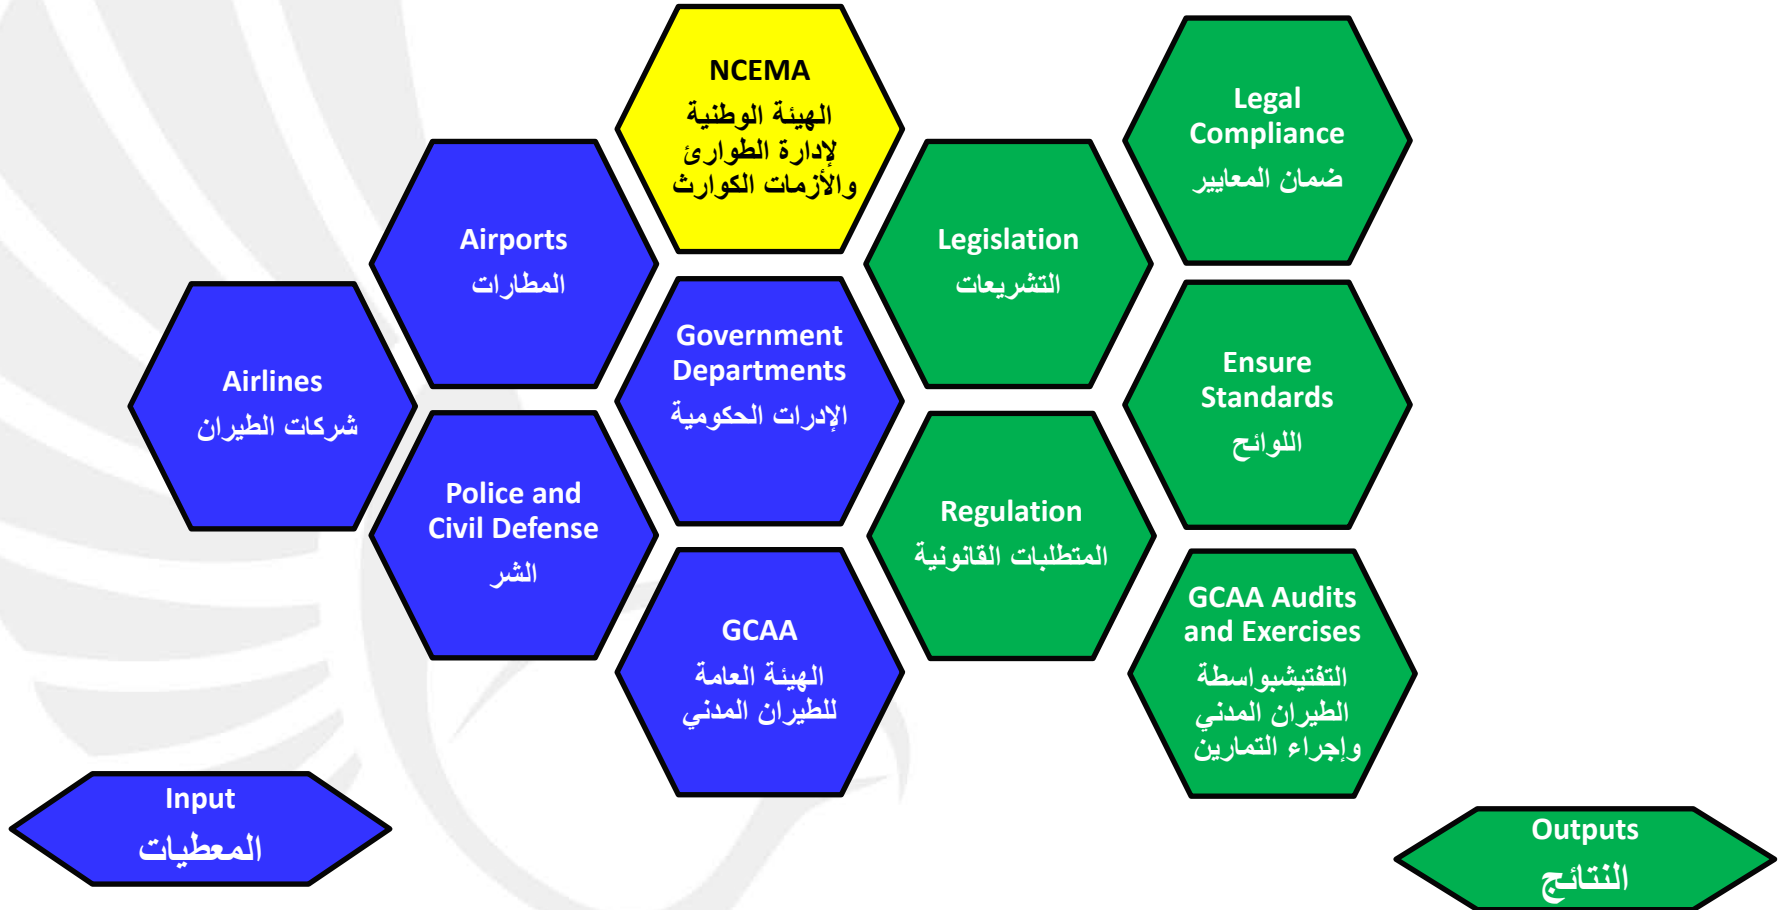 NCEMA
الهيئة الوطنية
لإدارة الطوارئ
والأزمات الكوارث
Legal
Compliance
ضمان المعايير
Airports
المطارات
Legislation
التشريعات
Government
Departments
الإدرات الحكومية
Airlines
شركات الطيران
Ensure
Standards
اللوائح
Police and
Civil Defense
الشر
Regulation
المتطلبات القانونية
GCAA
الهيئة العامة
للطيران المدني
GCAA Audits
and Exercises
التفتيشبواسطة
الطيران المدني
وإجراء التمارين
Input
المعطيات
Outputs
النتائج